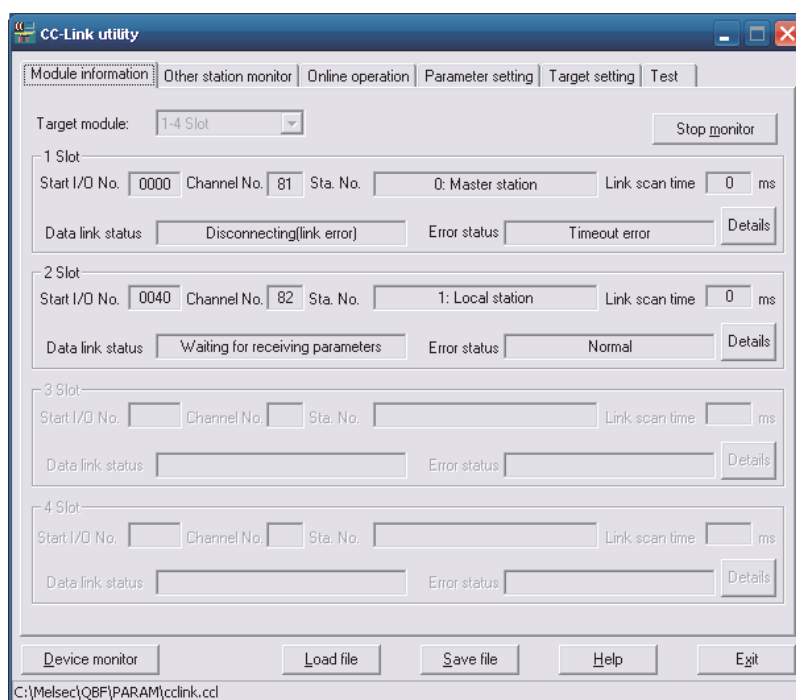 CC-Link utility
Module information Other station monitor Online operation Parameter setting Target setting Test
Target module: 1-4 Slot Stop monitor
1 Slot
Start I/O No. 0000 Channel No. 81 Sta. No. 0: Master station Link scan time 0 ms
Data link status Disconnecting(link error) Error status Timeout error Details
2 Slot
Start I/O No. 0040 Channel No. 82 Sta. No. 1: Local station Link scan time 0 ms
Data link status Waiting for receiving parameters Error status Normal Details
3 Slot
Start I/O No. Channel No. Sta. No. Link scan time ms
Data link status Error status Details
4 Slot
Start I/O No. Channel No. Sta. No. Link scan time ms
Data link status Error status Details
Device monitor Load file Save file Help Exit
C:\Melsec\QBF\PARAM\cclink.ccl